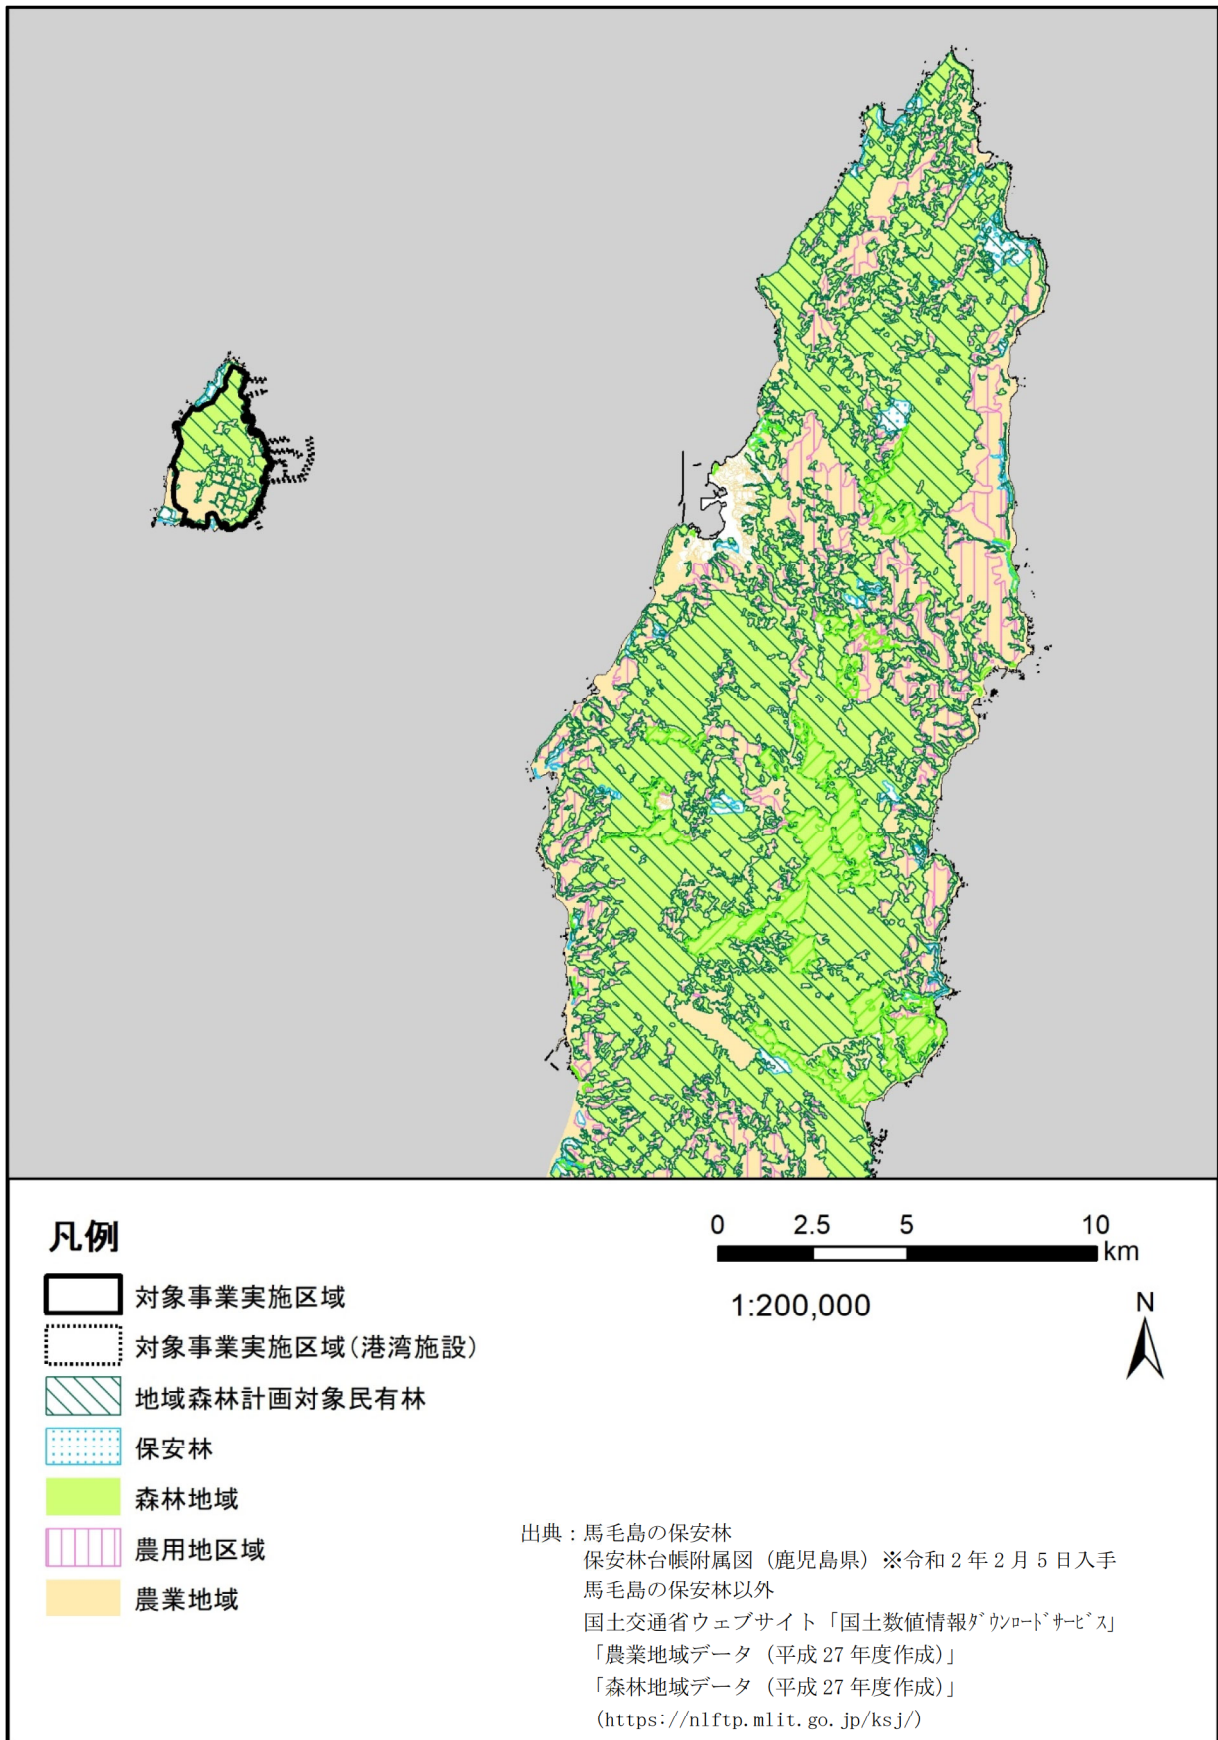 凡例
対象事業実施区域
対象事業実施区域(港湾施設)
地域森林計画対象民有林
保安林
森林地域
農用地区域
農業地域
0 2.5 5 10
km
1:200,000
N
出典：馬毛島の保安林
保安林台帳附属図（鹿児島県）※令和2年2月5日入手
馬毛島の保安林以外
国土交通省ウェブサイト「国土数値情報ﾀﾞｳﾝﾛｰﾄﾞｻｰﾋﾞｽ」
「農業地域データ（平成27年度作成）」
「森林地域データ（平成27年度作成）」
(https://nlftp.mlit.go.jp/ksj/)